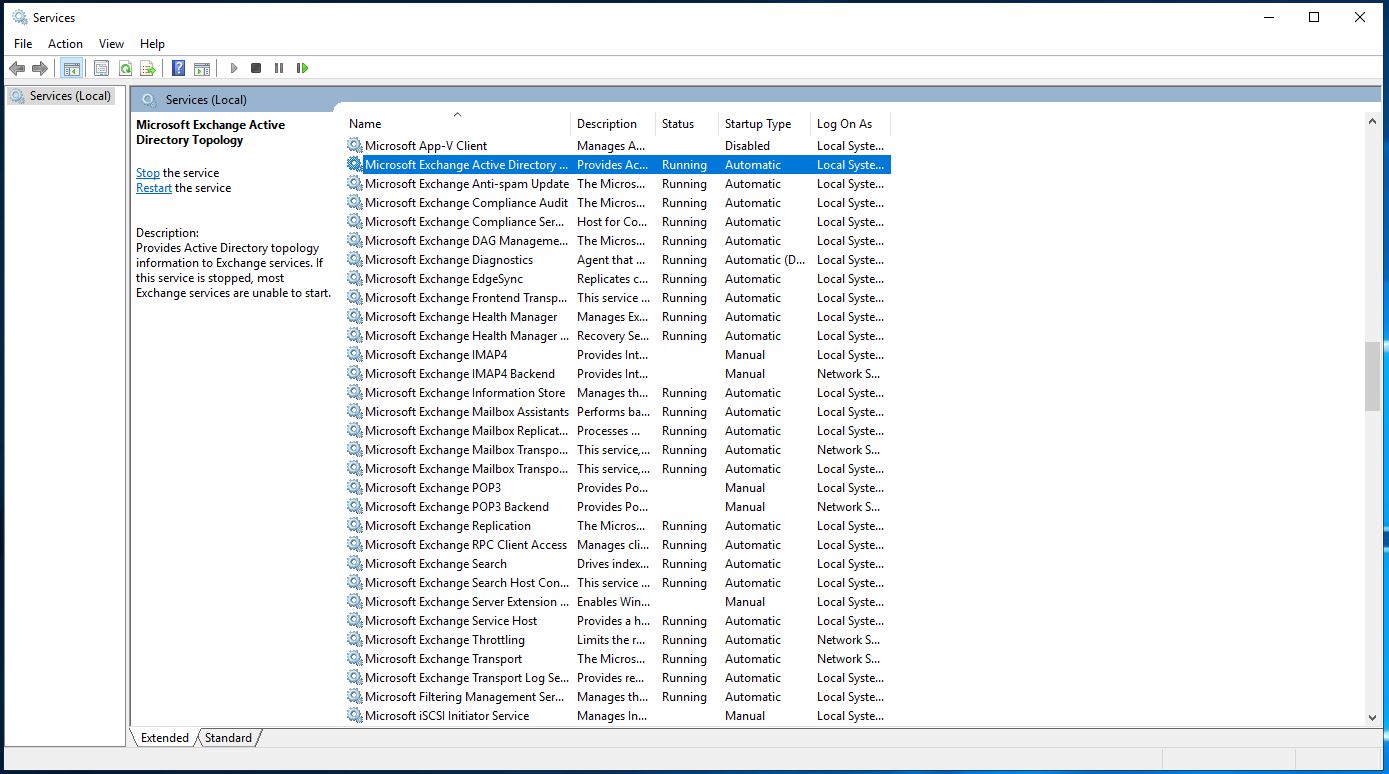 Services
File Action View Help
Services (Local)
Services (Local)
Microsoft Exchange Active
Directory Topology
Stop the service
Restart the service
Description:
Provides Active Directory topology
information to Exchange services. If
this service is stopped, most
Exchange services are unable to start.
Name Description Status Startup Type Log On As
Microsoft App-V Client Manages A... Disabled Local Syste...
Microsoft Exchange Active Directory ... Provides Ac... Running Automatic Local Syste...
Microsoft Exchange Anti-spam Update The Micros... Running Automatic Local Syste...
Microsoft Exchange Compliance Audit The Micros... Running Automatic Local Syste...
Microsoft Exchange Compliance Ser... Host for Co... Running Automatic Local Syste...
Microsoft Exchange DAG Manageme... The Micros... Running Automatic Local Syste...
Microsoft Exchange Diagnostics Agent that ... Running Automatic (D... Local Syste...
Microsoft Exchange EdgeSync Replicates c... Running Automatic Local Syste...
Microsoft Exchange Frontend Transp... This service ... Running Automatic Local Syste...
Microsoft Exchange Health Manager Manages Ex... Running Automatic Local Syste...
Microsoft Exchange Health Manager ... Recovery Se... Running Automatic Local Syste...
Microsoft Exchange IMAP4 Provides Int... Manual Local Syste...
Microsoft Exchange IMAP4 Backend Provides Int... Manual Network S...
Microsoft Exchange Information Store Manages th... Running Automatic Local Syste...
Microsoft Exchange Mailbox Assistants Performs ba... Running Automatic Local Syste...
Microsoft Exchange Mailbox Replicat... Processes ... Running Automatic Local Syste...
Microsoft Exchange Mailbox Transpo... This service,... Running Automatic Network S...
Microsoft Exchange Mailbox Transpo... This service,... Running Automatic Local Syste...
Microsoft Exchange POP3 Provides Po... Manual Local Syste...
Microsoft Exchange POP3 Backend Provides Po... Manual Network S...
Microsoft Exchange Replication The Micros... Running Automatic Local Syste...
Microsoft Exchange RPC Client Access Manages cli... Running Automatic Local Syste...
Microsoft Exchange Search Drives index... Running Automatic Local Syste...
Microsoft Exchange Search Host Con... This service ... Running Automatic Local Syste...
Microsoft Exchange Server Extension ... Enables Win... Manual Local Syste...
Microsoft Exchange Service Host Provides a h... Running Automatic Local Syste...
Microsoft Exchange Throttling Limits the r... Running Automatic Network S...
Microsoft Exchange Transport The Micros... Running Automatic Network S...
Microsoft Exchange Transport Log Se... Provides re... Running Automatic Local Syste...
Microsoft Filtering Management Ser... Manages th... Running Automatic Local Syste...
Microsoft iSCSI Initiator Service Manages In... Manual Local Syste...
Extended Standard